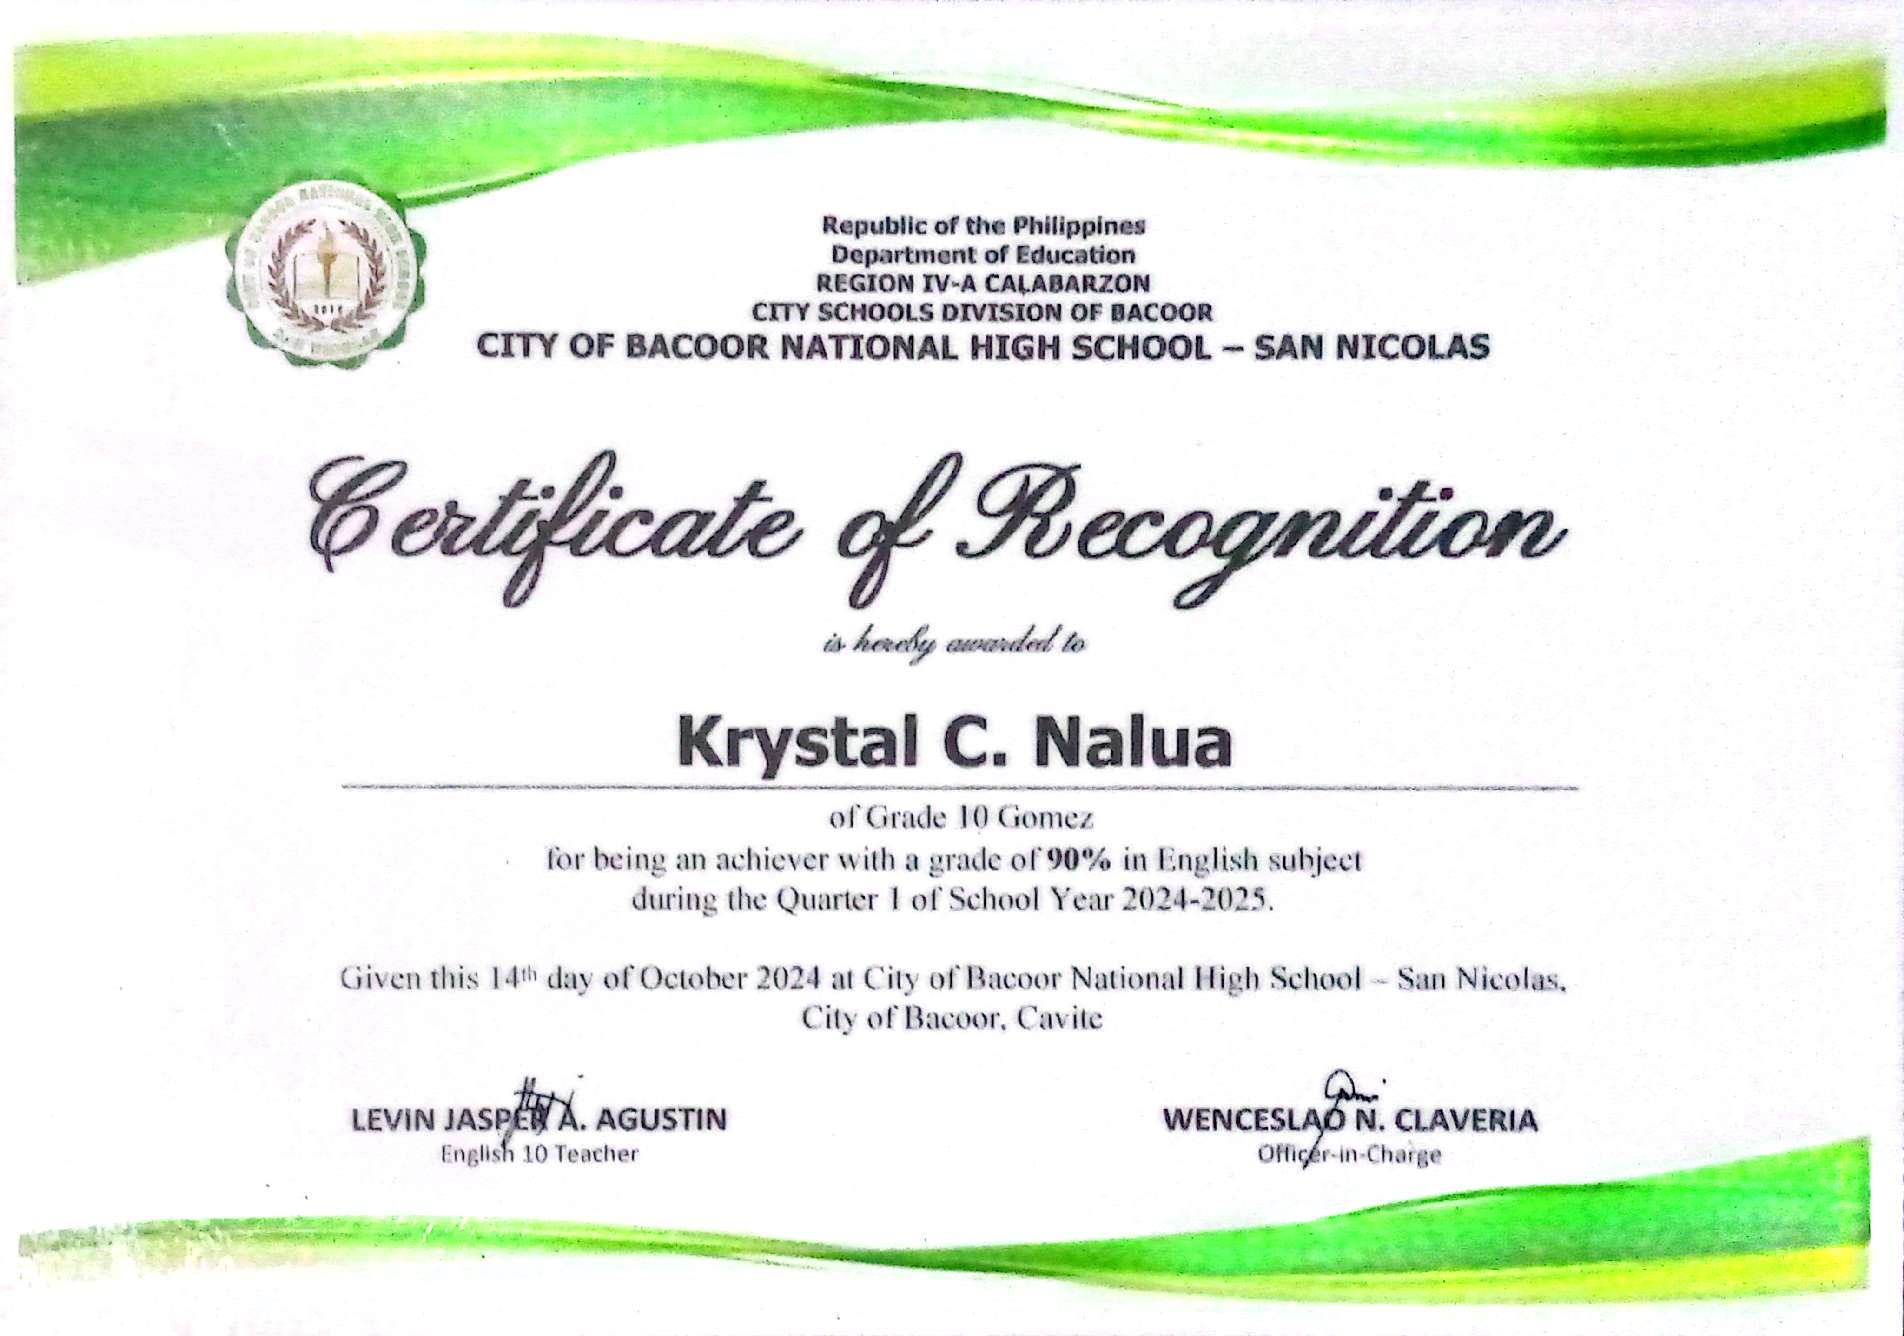 Republic of the Philippines
Department of Education
REGION IV-A CALABARZON
CITY SCHOOLS DIVISION OF BACOOR
CITY OF BACOOR NATIONAL HIGH SCHOOL – SAN NICOLAS
Certificate of Recognition
is hereby awarded to
Krystal C. Nalua
of Grade 10 Gomez
for being an achiever with a grade of 90% in English subject
during the Quarter 1 of School Year 2024-2025.
Given this 14th day of October 2024 at City of Bacoor National High School – San Nicolas,
City of Bacoor, Cavite
LEVIN JASPER A. AGUSTIN
English 10 Teacher
WENCESLAO N. CLAVERIA
Officer-in-Charge